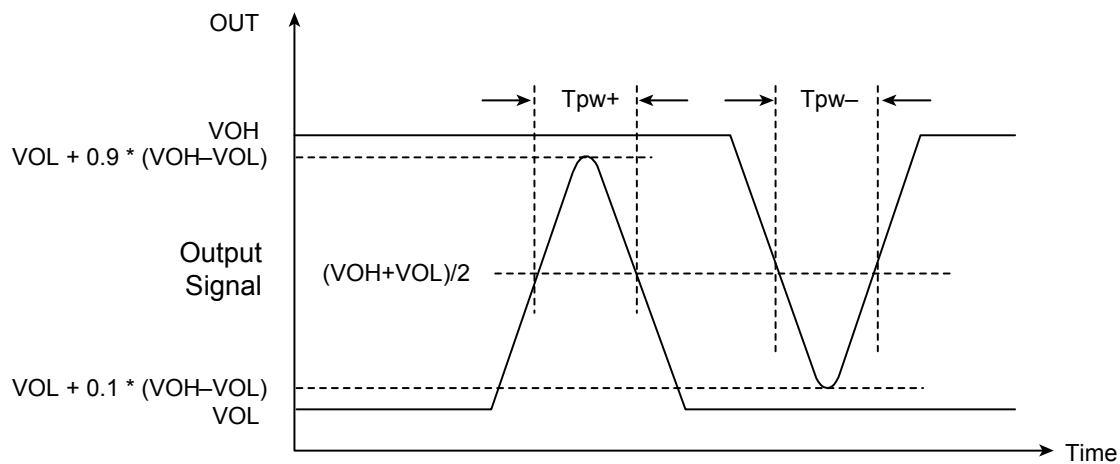 OUT
Tpw+
Tpw–
VOH
VOL + 0.9 * (VOH–VOL)
Output
Signal
(VOH+VOL)/2
VOL + 0.1 * (VOH–VOL)
VOL
Time